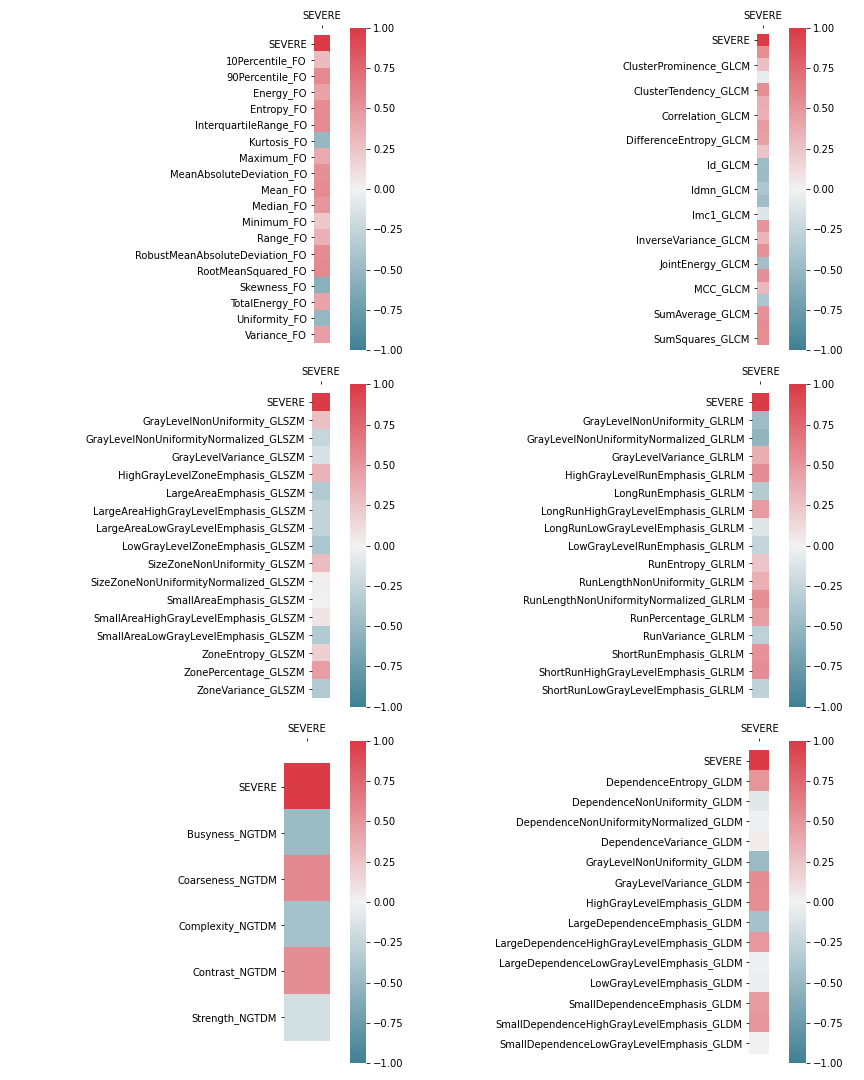 SEVERE
SEVERE
10Percentile_FO
90Percentile_FO
Energy_FO
Entropy_FO
InterquartileRange_FO
Kurtosis_FO
Maximum_FO
MeanAbsoluteDeviation_FO
Mean_FO
Median_FO
Minimum_FO
Range_FO
RobustMeanAbsoluteDeviation_FO
RootMeanSquared_FO
Skewness_FO
TotalEnergy_FO
Uniformity_FO
Variance_FO
1.00
0.75
0.50
0.25
0.00
−0.25
−0.50
−0.75
−1.00
SEVERE
SEVERE
ClusterProminence_GLCM
ClusterTendency_GLCM
Correlation_GLCM
DifferenceEntropy_GLCM
Id_GLCM
Idmn_GLCM
Imc1_GLCM
InverseVariance_GLCM
JointEnergy_GLCM
MCC_GLCM
SumAverage_GLCM
SumSquares_GLCM
1.00
0.75
0.50
0.25
0.00
−0.25
−0.50
−0.75
−1.00
SEVERE
SEVERE
GrayLevelNonUniformity_GLSZM
GrayLevelNonUniformityNormalized_GLSZM
GrayLevelVariance_GLSZM
HighGrayLevelZoneEmphasis_GLSZM
LargeAreaEmphasis_GLSZM
LargeAreaHighGrayLevelEmphasis_GLSZM
LargeAreaLowGrayLevelEmphasis_GLSZM
LowGrayLevelZoneEmphasis_GLSZM
SizeZoneNonUniformity_GLSZM
SizeZoneNonUniformityNormalized_GLSZM
SmallAreaEmphasis_GLSZM
SmallAreaHighGrayLevelEmphasis_GLSZM
SmallAreaLowGrayLevelEmphasis_GLSZM
ZoneEntropy_GLSZM
ZonePercentage_GLSZM
ZoneVariance_GLSZM
1.00
0.75
0.50
0.25
0.00
−0.25
−0.50
−0.75
−1.00
SEVERE
SEVERE
GrayLevelNonUniformity_GLRLM
GrayLevelNonUniformityNormalized_GLRLM
GrayLevelVariance_GLRLM
HighGrayLevelRunEmphasis_GLRLM
LongRunEmphasis_GLRLM
LongRunHighGrayLevelEmphasis_GLRLM
LongRunLowGrayLevelEmphasis_GLRLM
LowGrayLevelRunEmphasis_GLRLM
RunEntropy_GLRLM
RunLengthNonUniformity_GLRLM
RunLengthNonUniformityNormalized_GLRLM
RunPercentage_GLRLM
RunVariance_GLRLM
ShortRunEmphasis_GLRLM
ShortRunHighGrayLevelEmphasis_GLRLM
ShortRunLowGrayLevelEmphasis_GLRLM
1.00
0.75
0.50
0.25
0.00
−0.25
−0.50
−0.75
−1.00
SEVERE
SEVERE
Busyness_NGTDM
Coarseness_NGTDM
Complexity_NGTDM
Contrast_NGTDM
Strength_NGTDM
1.00
0.75
0.50
0.25
0.00
−0.25
−0.50
−0.75
−1.00
SEVERE
SEVERE
DependenceEntropy_GLDM
DependenceNonUniformity_GLDM
DependenceNonUniformityNormalized_GLDM
DependenceVariance_GLDM
GrayLevelNonUniformity_GLDM
GrayLevelVariance_GLDM
HighGrayLevelEmphasis_GLDM
LargeDependenceEmphasis_GLDM
LargeDependenceHighGrayLevelEmphasis_GLDM
LargeDependenceLowGrayLevelEmphasis_GLDM
LowGrayLevelEmphasis_GLDM
SmallDependenceEmphasis_GLDM
SmallDependenceHighGrayLevelEmphasis_GLDM
SmallDependenceLowGrayLevelEmphasis_GLDM
1.00
0.75
0.50
0.25
0.00
−0.25
−0.50
−0.75
−1.00